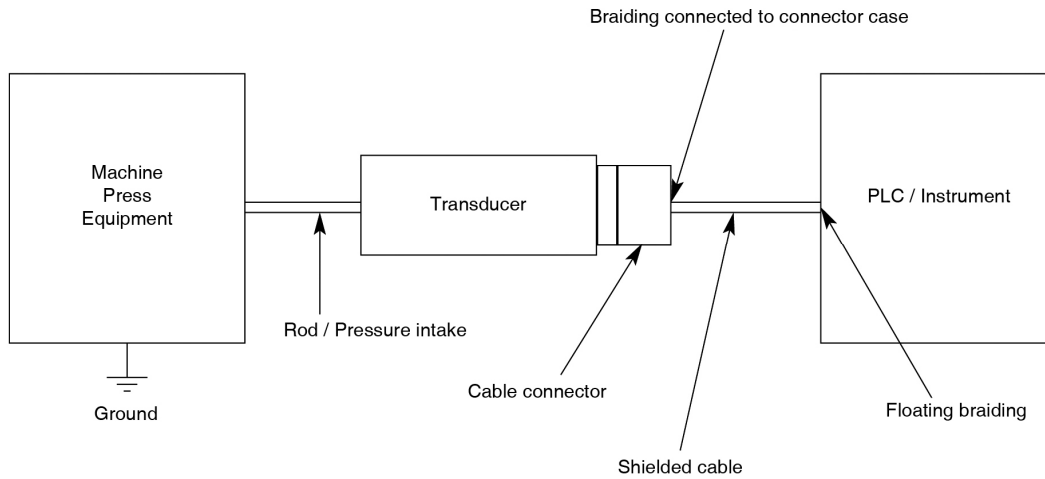 Braiding connected to connector case
Machine
Press
Equipment
Transducer
PLC / Instrument
Rod / Pressure intake
Cable connector
Ground
Floating braiding
Shielded cable